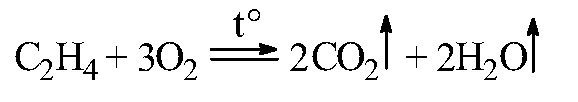 C₂H₄ + 3O₂ =(t°)=> 2CO₂↑ + 2H₂O↑